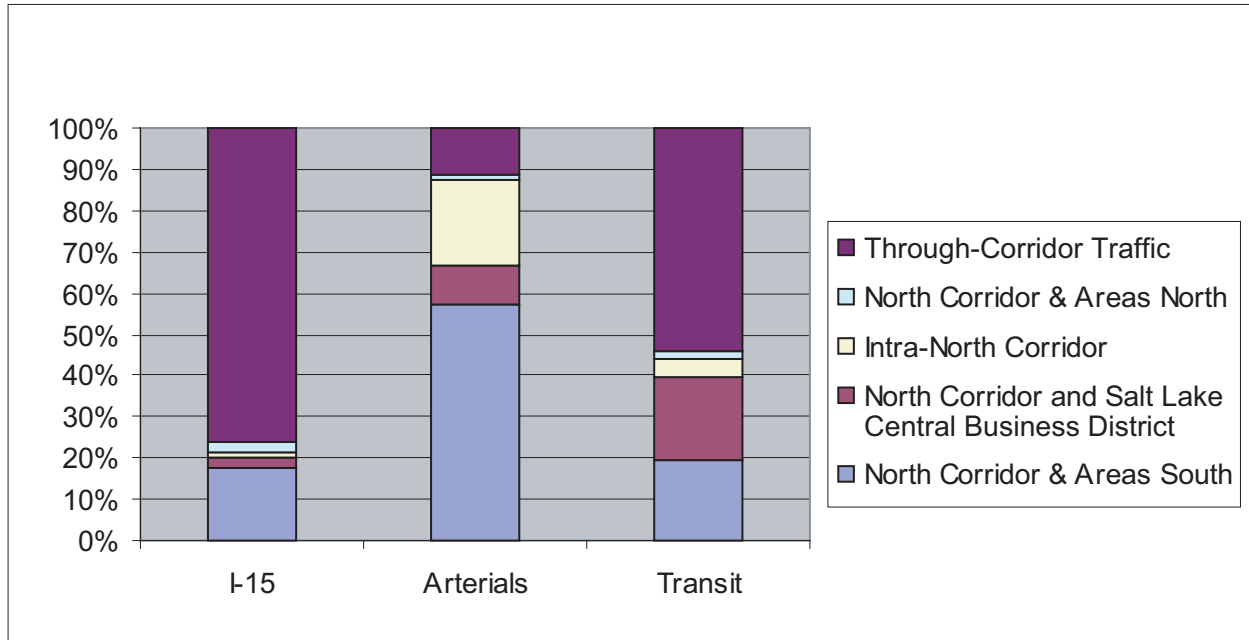 100%
90%
80%
70%
60%
50%
40%
30%
20%
10%
0%
I-15
Arterials
Transit
Through-Corridor Traffic
North Corridor & Areas North
Intra-North Corridor
North Corridor and Salt Lake
Central Business District
North Corridor & Areas South